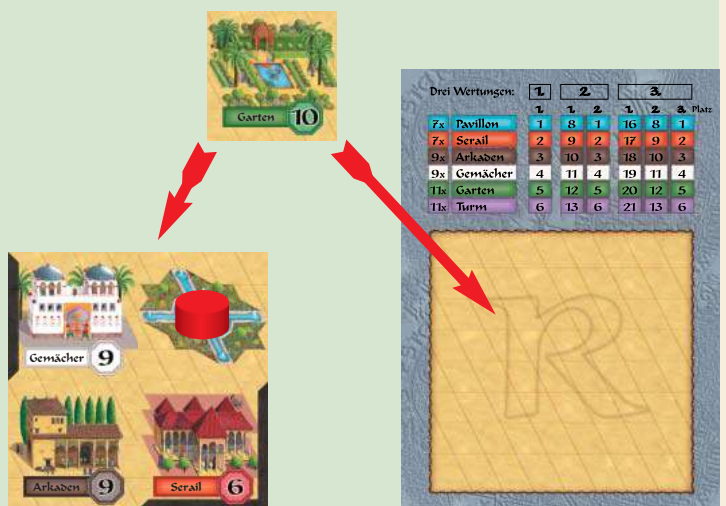 Garten 10
Drei Wertungen: 1 2 3
1 1 2 1 2 3 Platz
7x Pavillon 1 8 1 16 8 1
7x Serail 2 9 2 17 9 2
9x Arkaden 3 10 3 18 10 3
9x Gemächer 4 11 4 19 11 4
11x Garten 5 12 5 20 12 5
11x Turm 6 13 6 21 13 6
Gemächer 9
Arkaden 9
Serail 6
R